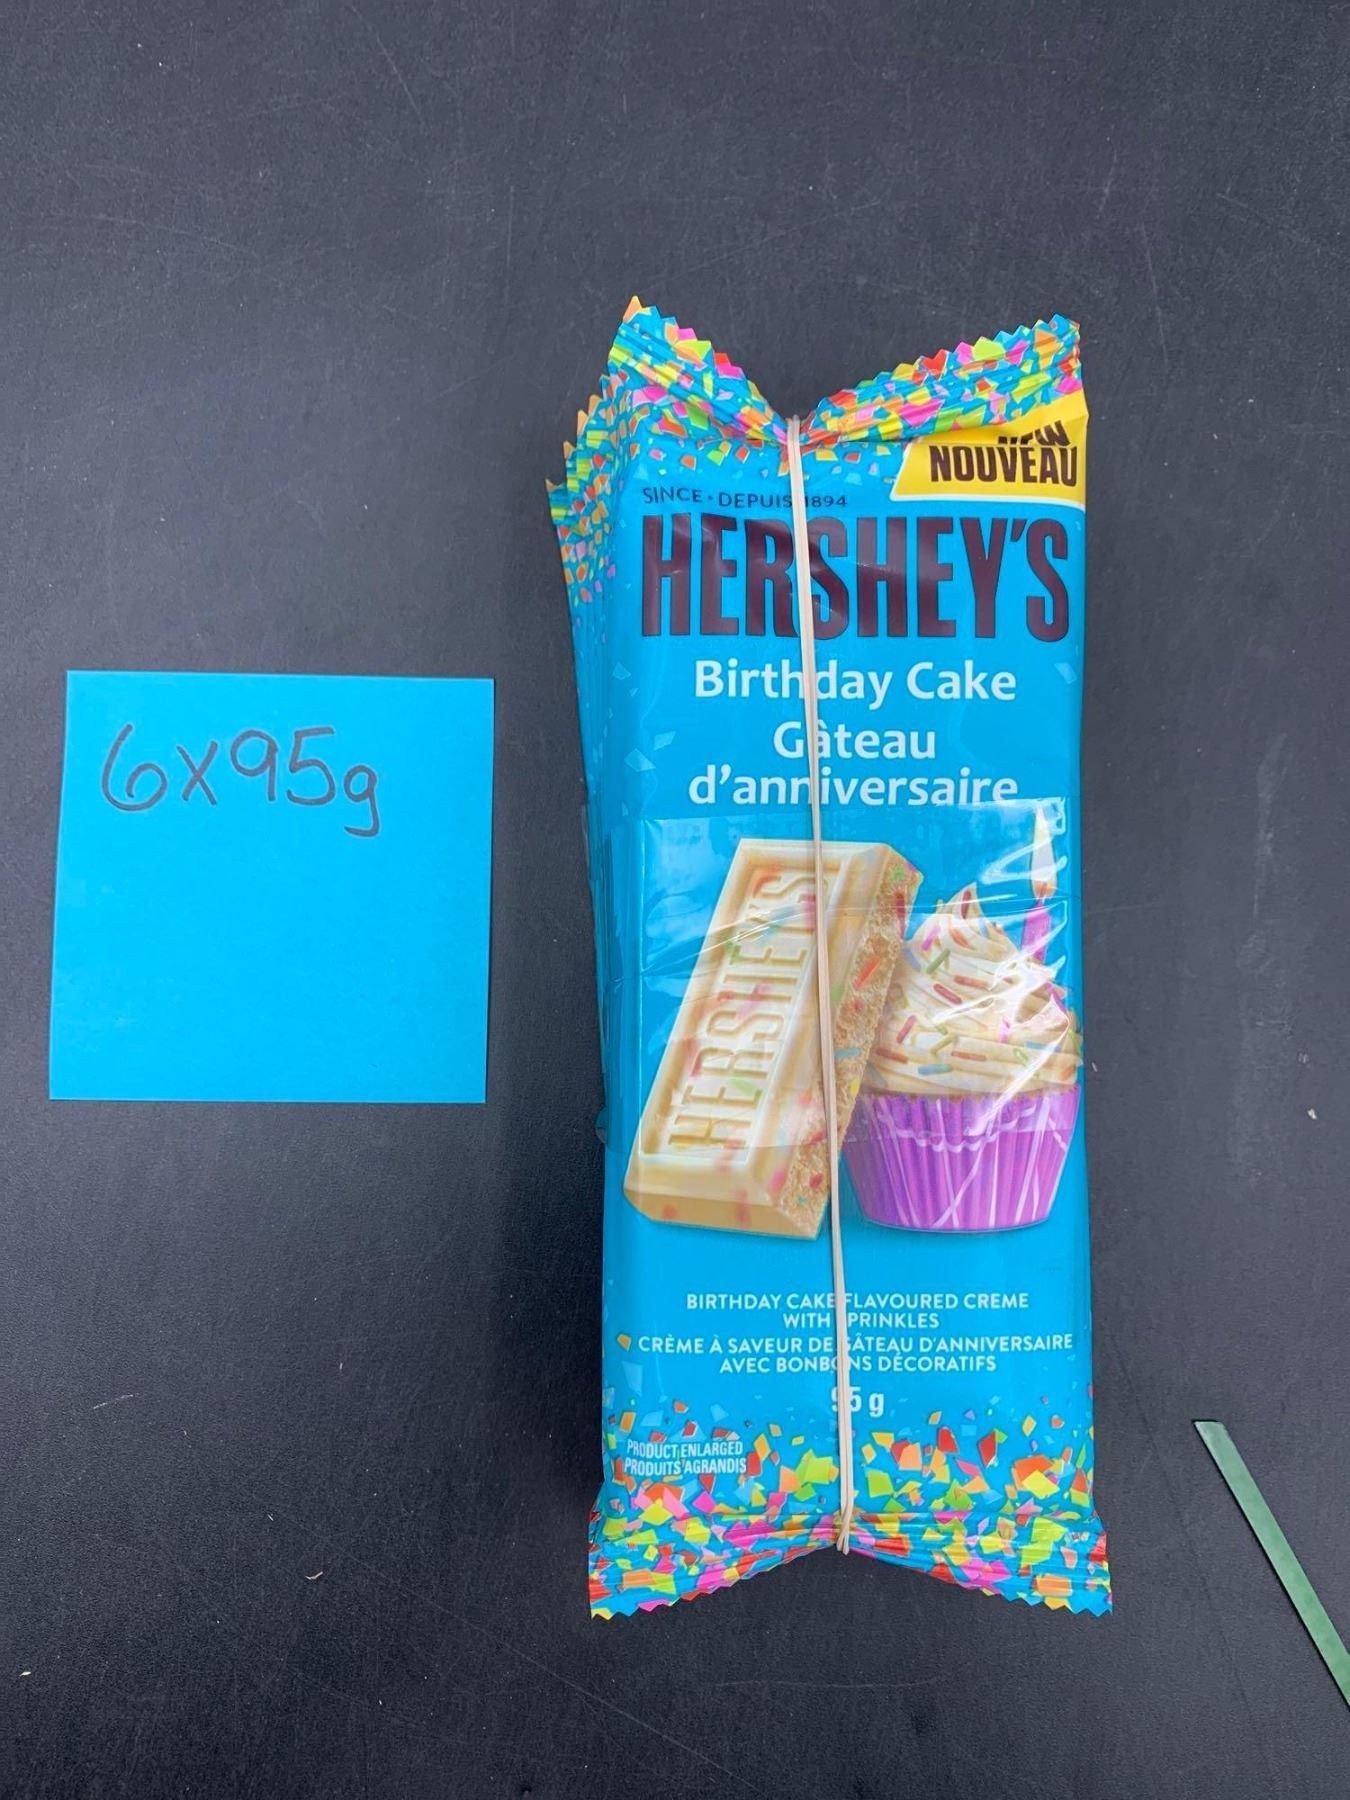 6x95g
NEW
NOUVEAU
SINCE • DEPUIS 1894
HERSHEY'S
Birthday Cake
Gâteau
d'anniversaire
HERSHEY'S
BIRTHDAY CAKE FLAVOURED CREME
WITH SPRINKLES
CRÈME À SAVEUR DE GÂTEAU D'ANNIVERSAIRE
AVEC BONBONS DÉCORATIFS
95 g
PRODUCT ENLARGED
PRODUITS AGRANDIS